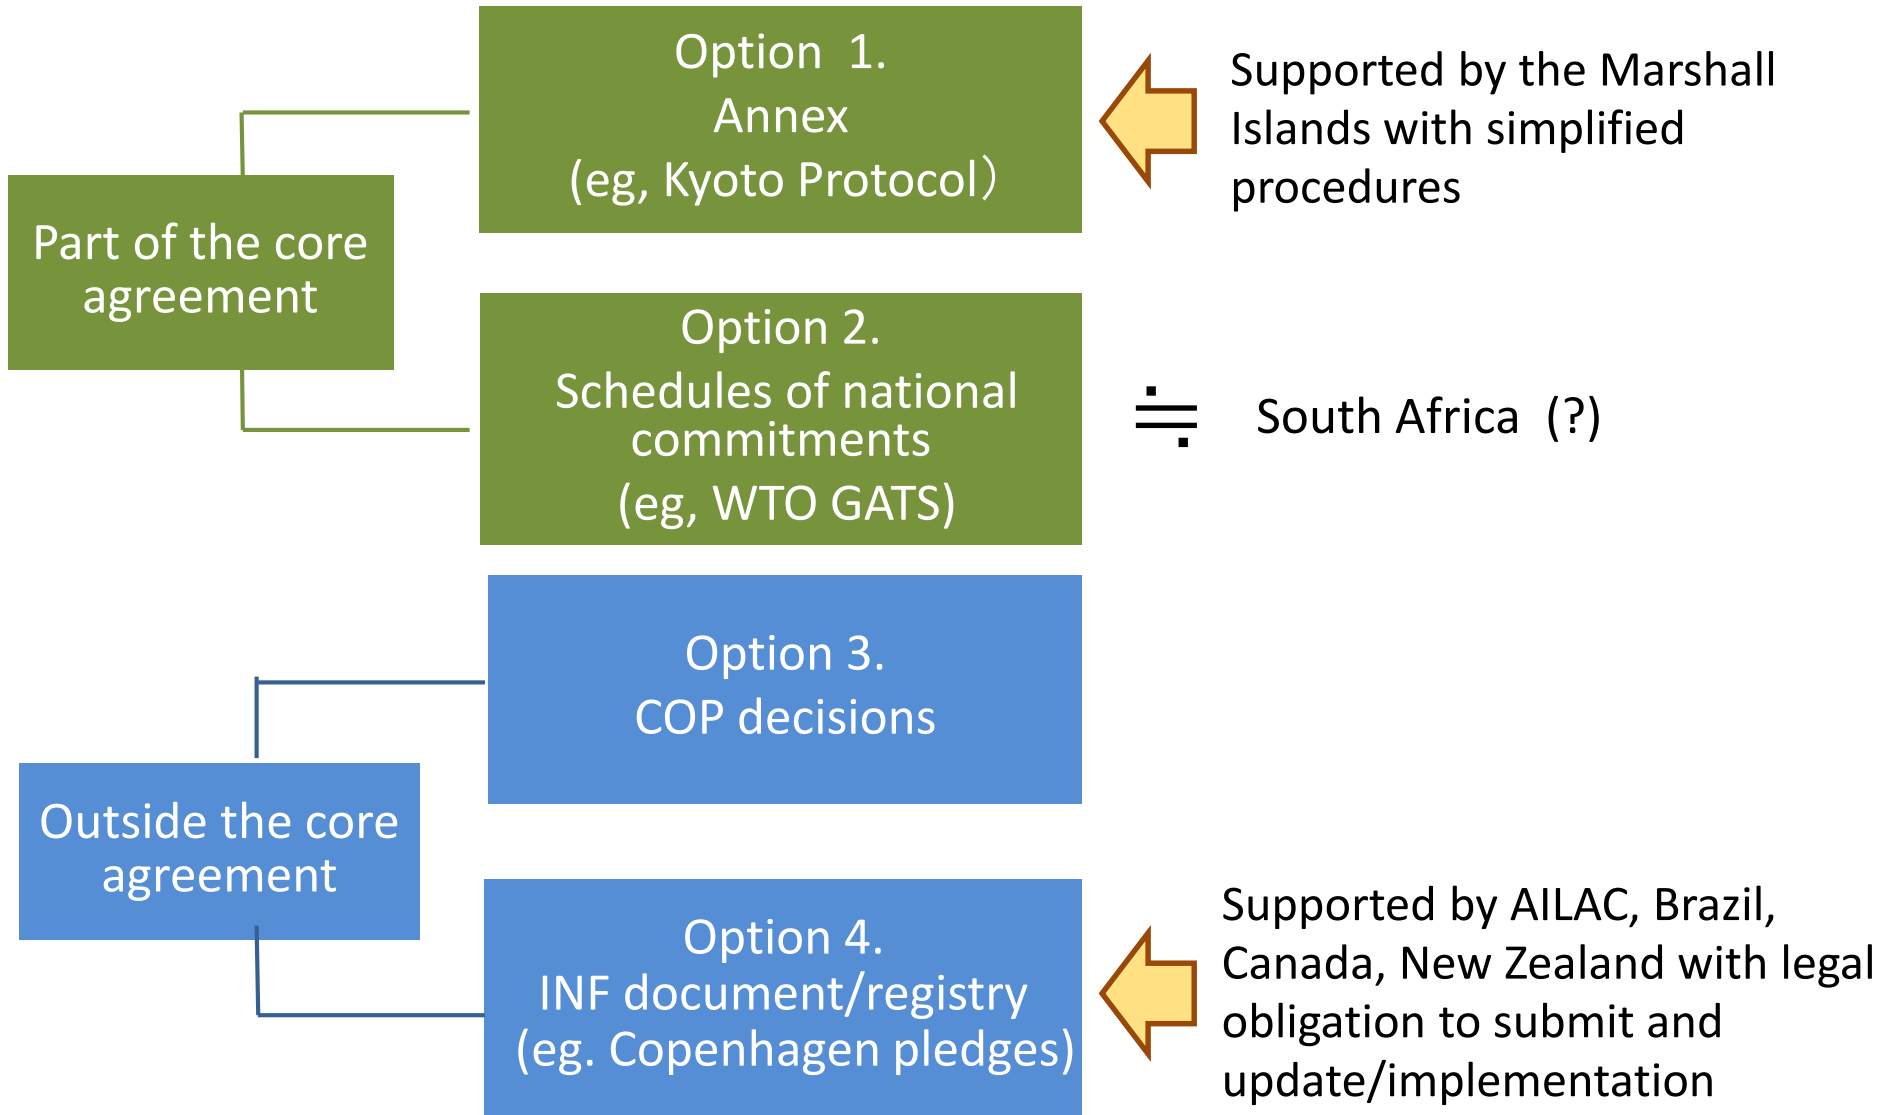 Option 1.
Annex
(eg, Kyoto Protocol）
Supported by the Marshall
Islands with simplified
procedures
Part of the core
agreement
Option 2.
Schedules of national
commitments
(eg, WTO GATS)
≒ South Africa (?)
Option 3.
COP decisions
Outside the core
agreement
Option 4.
INF document/registry
(eg. Copenhagen pledges)
Supported by AILAC, Brazil,
Canada, New Zealand with legal
obligation to submit and
update/implementation